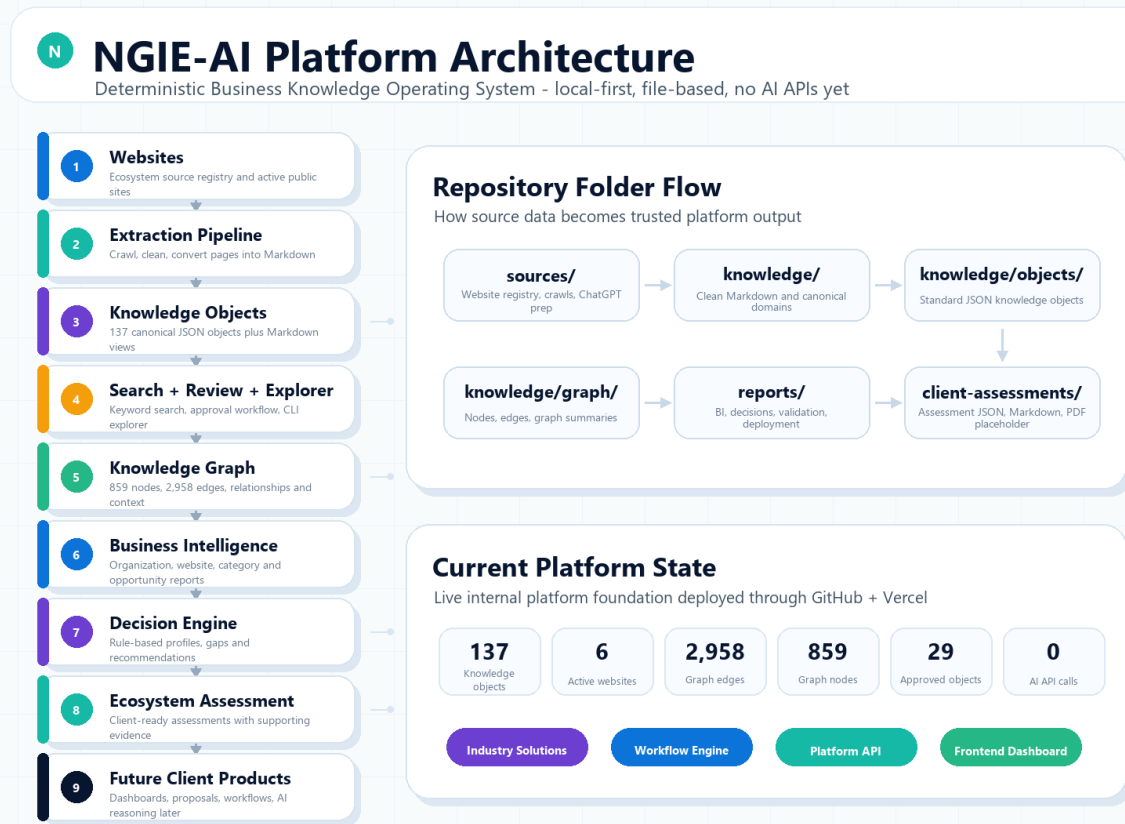 N
NGIE-AI Platform Architecture
Deterministic Business Knowledge Operating System - local-first, file-based, no AI APIs yet
1
Websites
Ecosystem source registry and active public
sites
2
Extraction Pipeline
Crawl, clean, convert pages into Markdown
3
Knowledge Objects
137 canonical JSON objects plus Markdown
views
4
Search + Review + Explorer
Keyword search, approval workflow, CLI
explorer
5
Knowledge Graph
859 nodes, 2,958 edges, relationships and
context
6
Business Intelligence
Organization, website, category and
opportunity reports
7
Decision Engine
Rule-based profiles, gaps and
recommendations
8
Ecosystem Assessment
Client-ready assessments with supporting
evidence
9
Future Client Products
Dashboards, proposals, workflows, AI
reasoning later
Repository Folder Flow
How source data becomes trusted platform output
sources/
Website registry, crawls, ChatGPT
prep
knowledge/
Clean Markdown and canonical
domains
knowledge/objects/
Standard JSON knowledge objects
knowledge/graph/
Nodes, edges, graph summaries
reports/
BI, decisions, validation,
deployment
client-assessments/
Assessment JSON, Markdown, PDF
placeholder
Current Platform State
Live internal platform foundation deployed through GitHub + Vercel
137
Knowledge
objects
6
Active websites
2,958
Graph edges
859
Graph nodes
29
Approved objects
0
AI API calls
Industry Solutions
Workflow Engine
Platform API
Frontend Dashboard